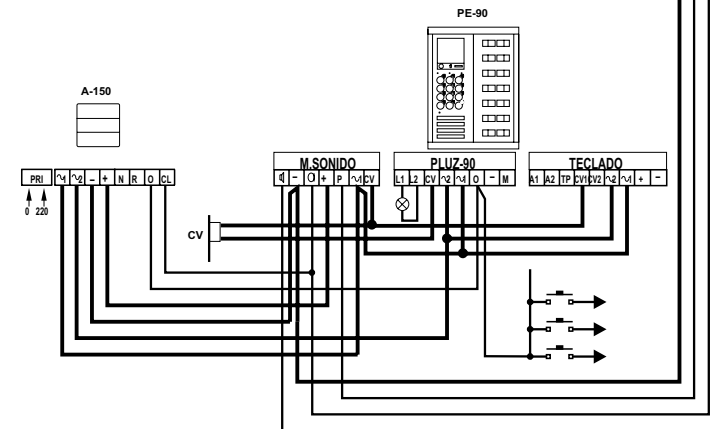 PE-90
A-150
M.SONIDO PLUZ-90 TECLADO
PRI ~1 ~2 – + N R O CL
– + P ~1 CV
L1 L2 CV ~2 ~1 O – M
A1 A2 TP CV1 CV2 ~2 ~1 + –
0 220
CV